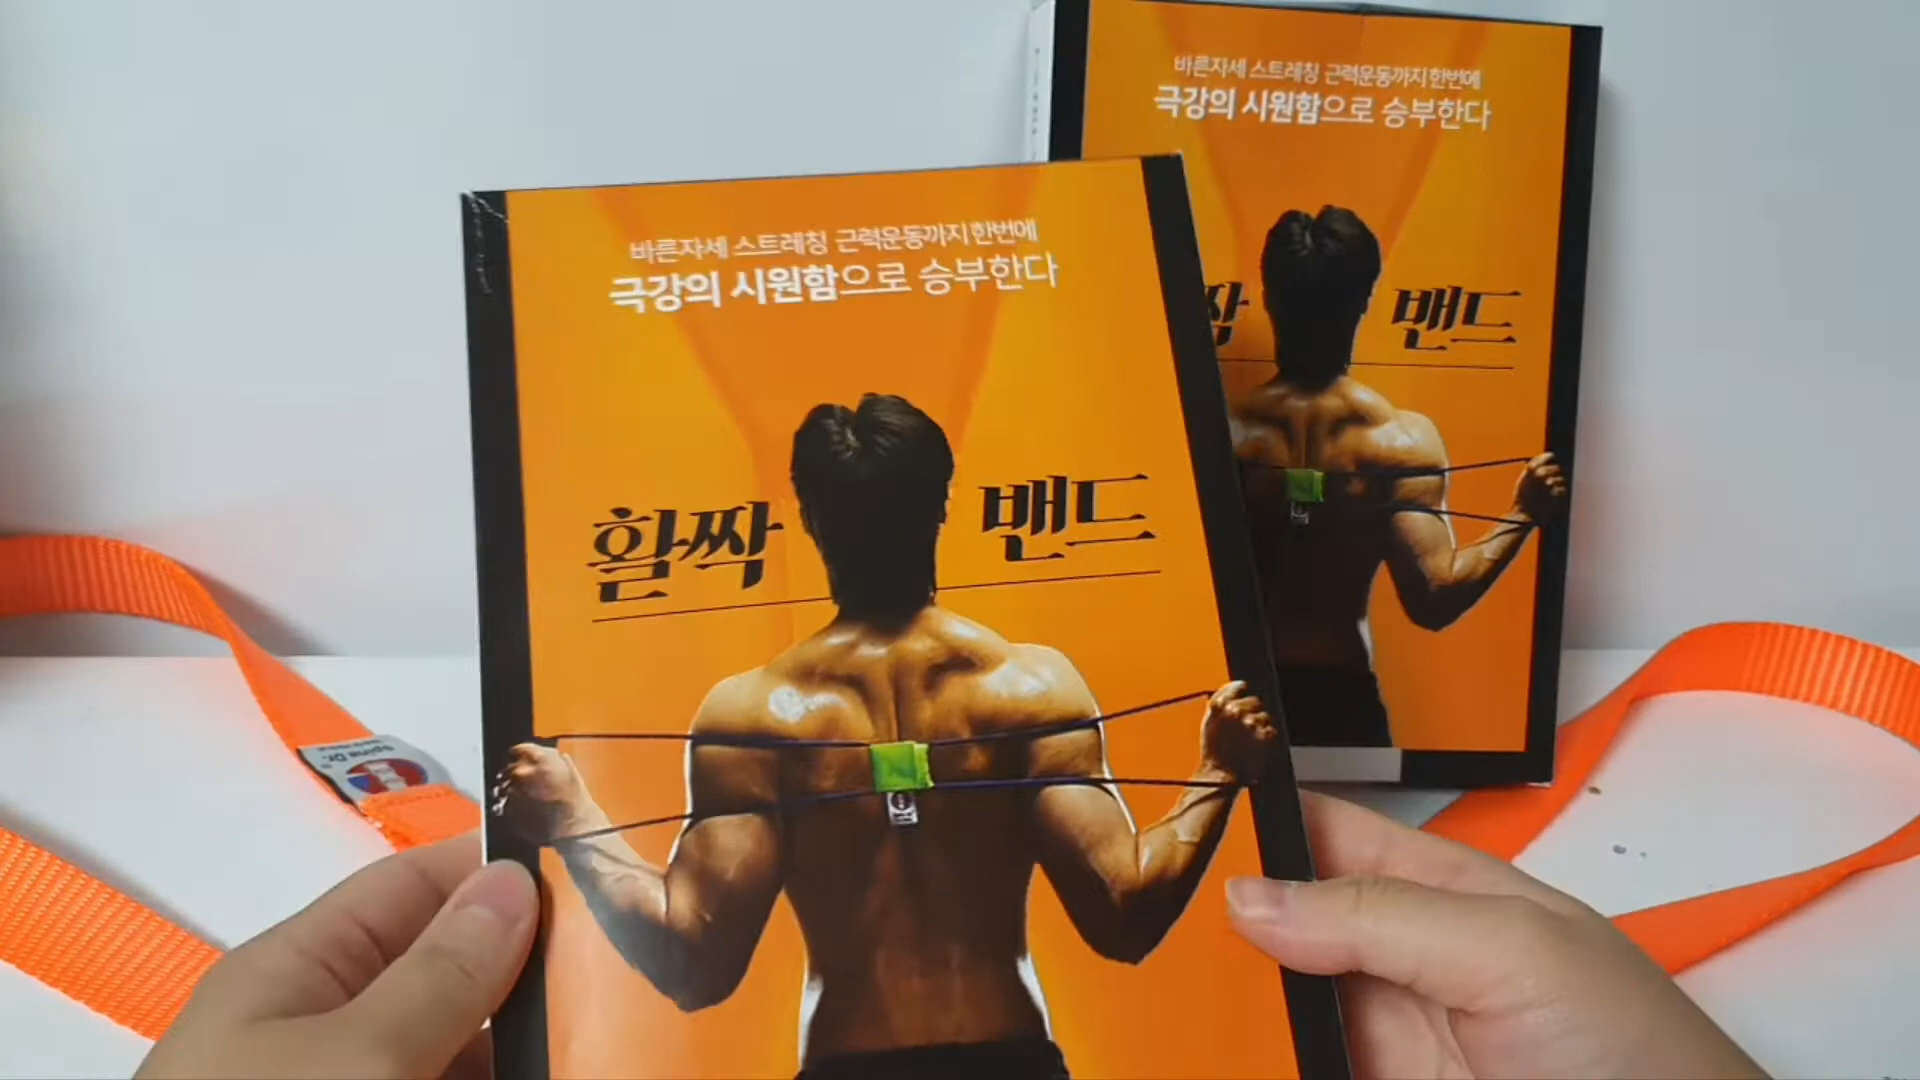 바른자세 스트레칭 근력운동까지 한번에
극강의 시원함으로 승부한다
활짝 밴드
바른자세 스트레칭 근력운동까지 한번에
극강의 시원함으로 승부한다
짝 밴드
spine Dr.